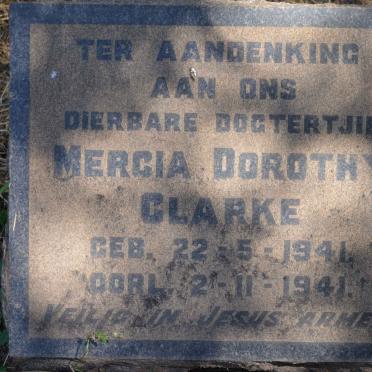 TER AANDENKING
AAN ONS
DIERBARE DOGTERTJIE
MERCIA DOROTHY
CLARKE
GEB. 22-5-1941.
OORL. 2-11-1941.
VEILIG IN JESUS ARME